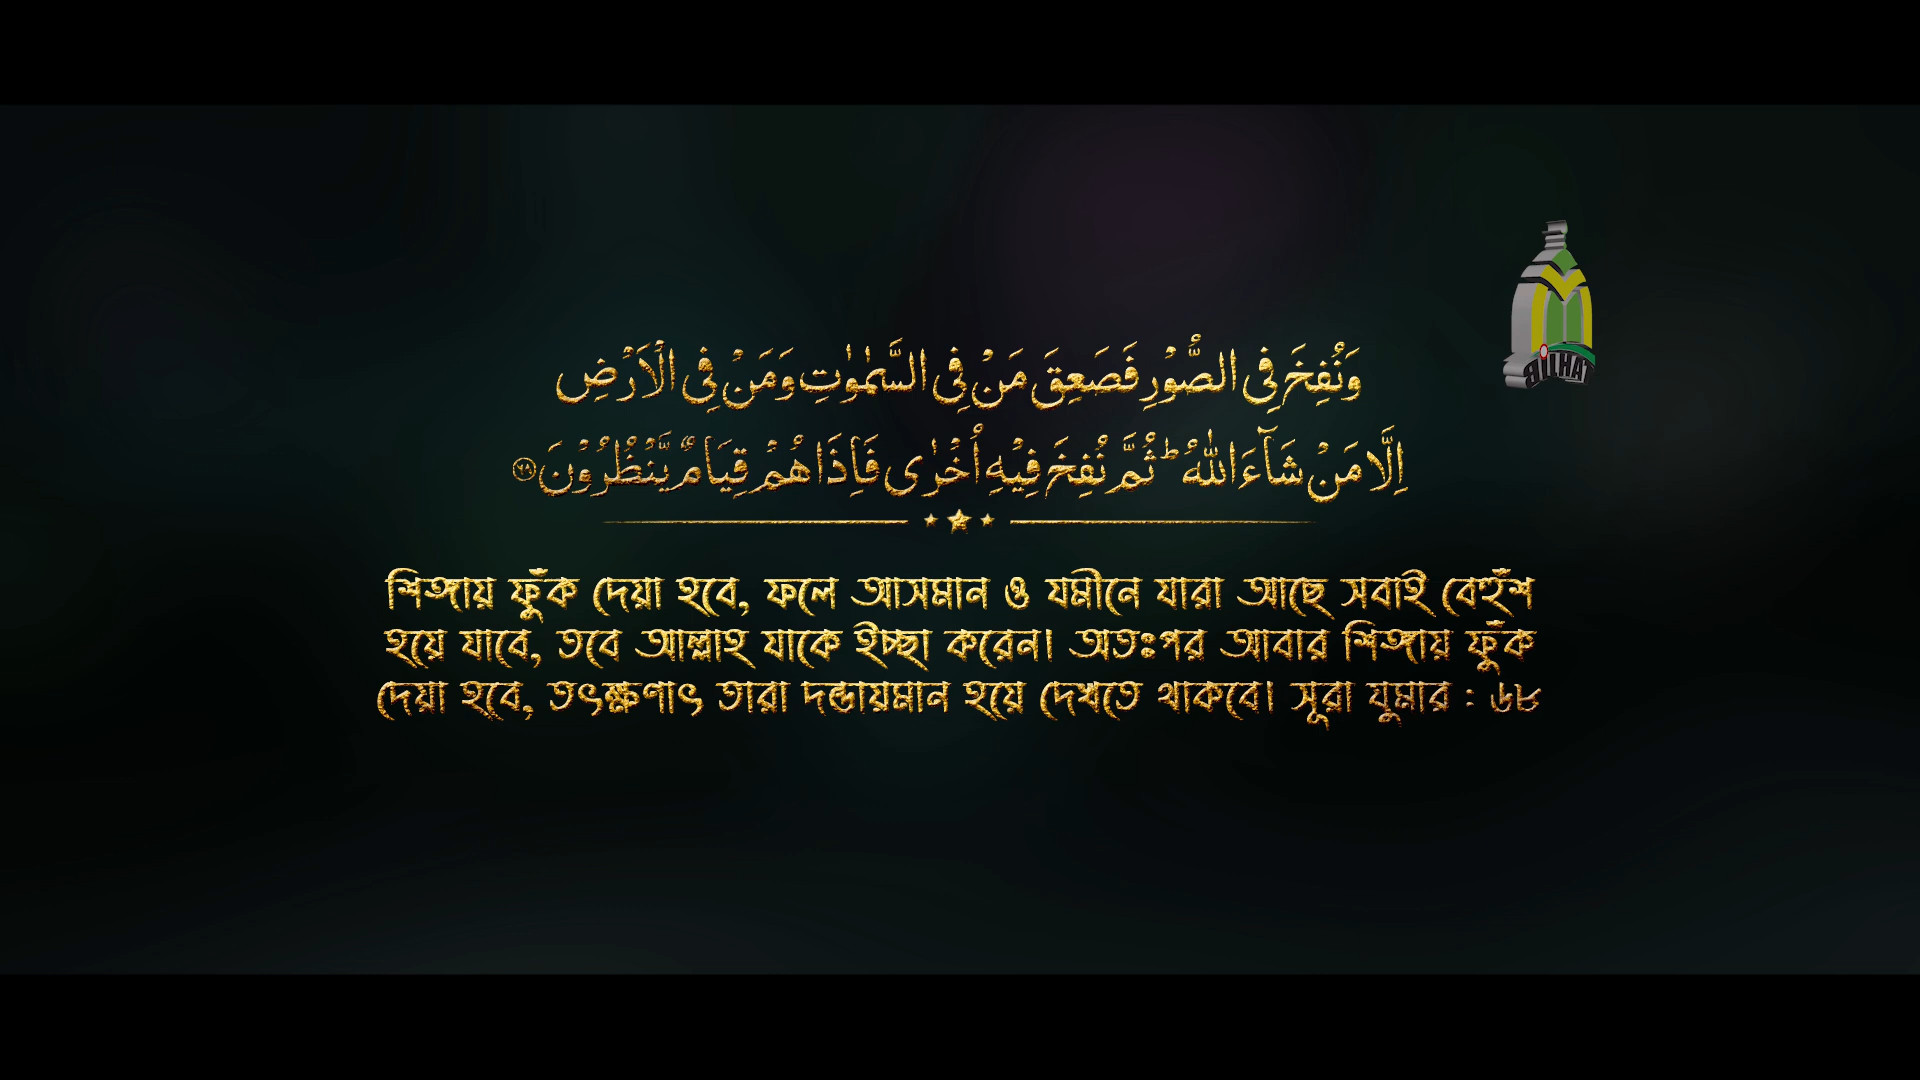 وَنُفِخَ فِى الصُّوْرِ فَصَعِقَ مَنْ فِى السَّمٰوٰتِ وَمَنْ فِى الْاَرْضِ
اِلَّا مَنْ شَآءَ اللّٰهُ ؕ ثُمَّ نُفِخَ فِيْهِ اُخْرٰى فَاِذَا هُمْ قِيَامٌ يَّنْظُرُوْنَ ﴿۶۸﴾
শিঙ্গায় ফুঁক দেয়া হবে, ফলে আসমান ও যমীনে যারা আছে সবাই বেহুঁশ
হয়ে যাবে, তবে আল্লাহ যাকে ইচ্ছা করেন। অতঃপর আবার শিঙ্গায় ফুঁক
দেয়া হবে, তৎক্ষণাৎ তারা দন্ডায়মান হয়ে দেখতে থাকবে। সূরা যুমার : ৬৮